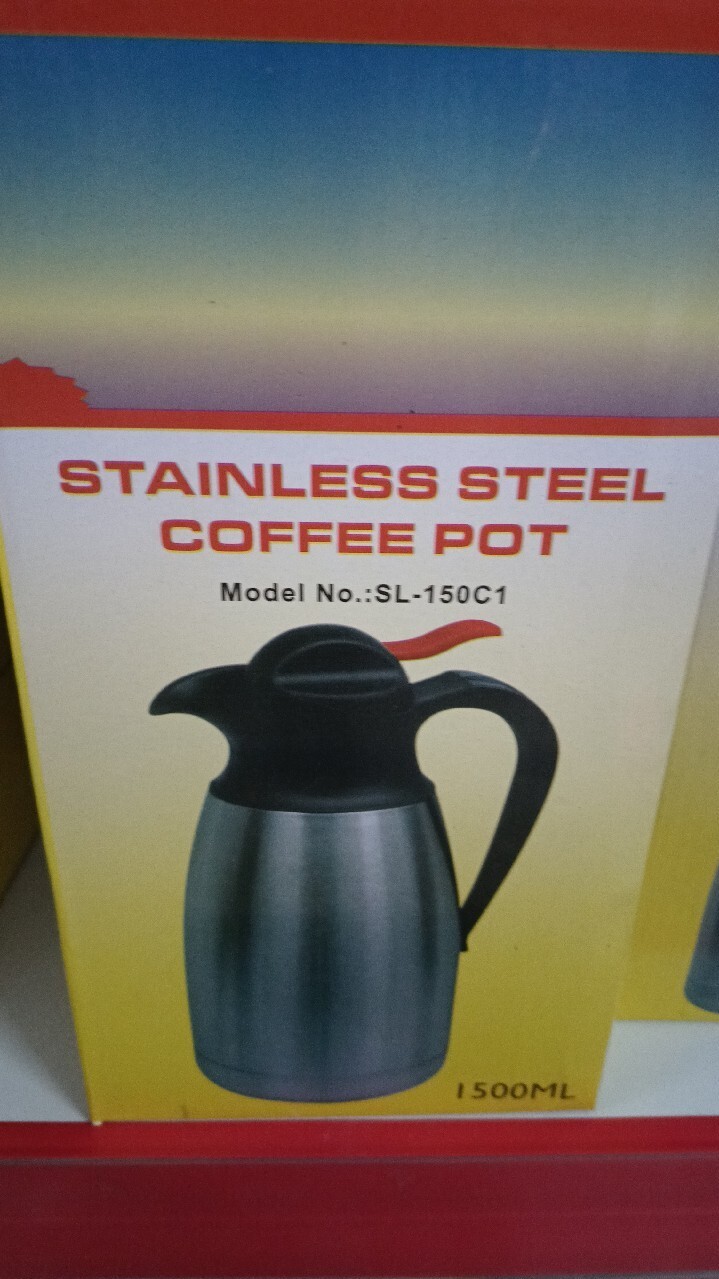 STAINLESS STEEL
COFFEE POT
Model No.:SL-150C1
1500ML